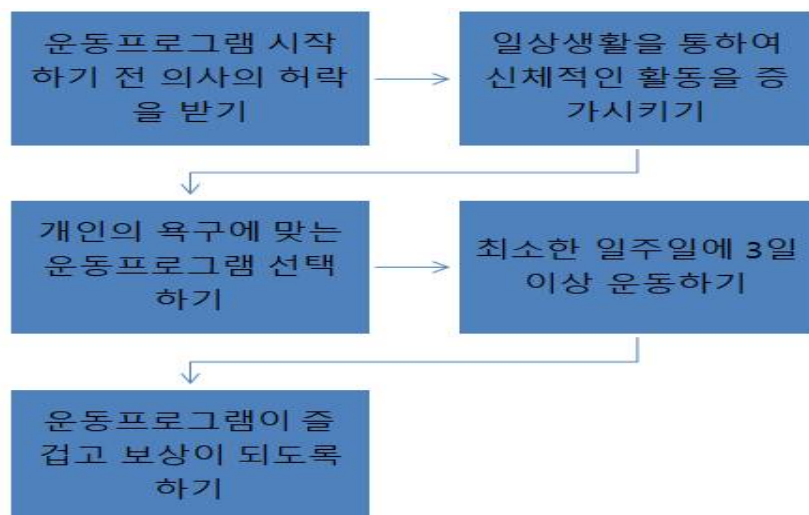 운동프로그램 시작
하기 전 의사의 허락
을 받기
일상생활을 통하여
신체적인 활동을 증
가시키기
개인의 욕구에 맞는
운동프로그램 선택
하기
최소한 일주일에 3일
이상 운동하기
운동프로그램이 즐
겁고 보상이 되도록
하기